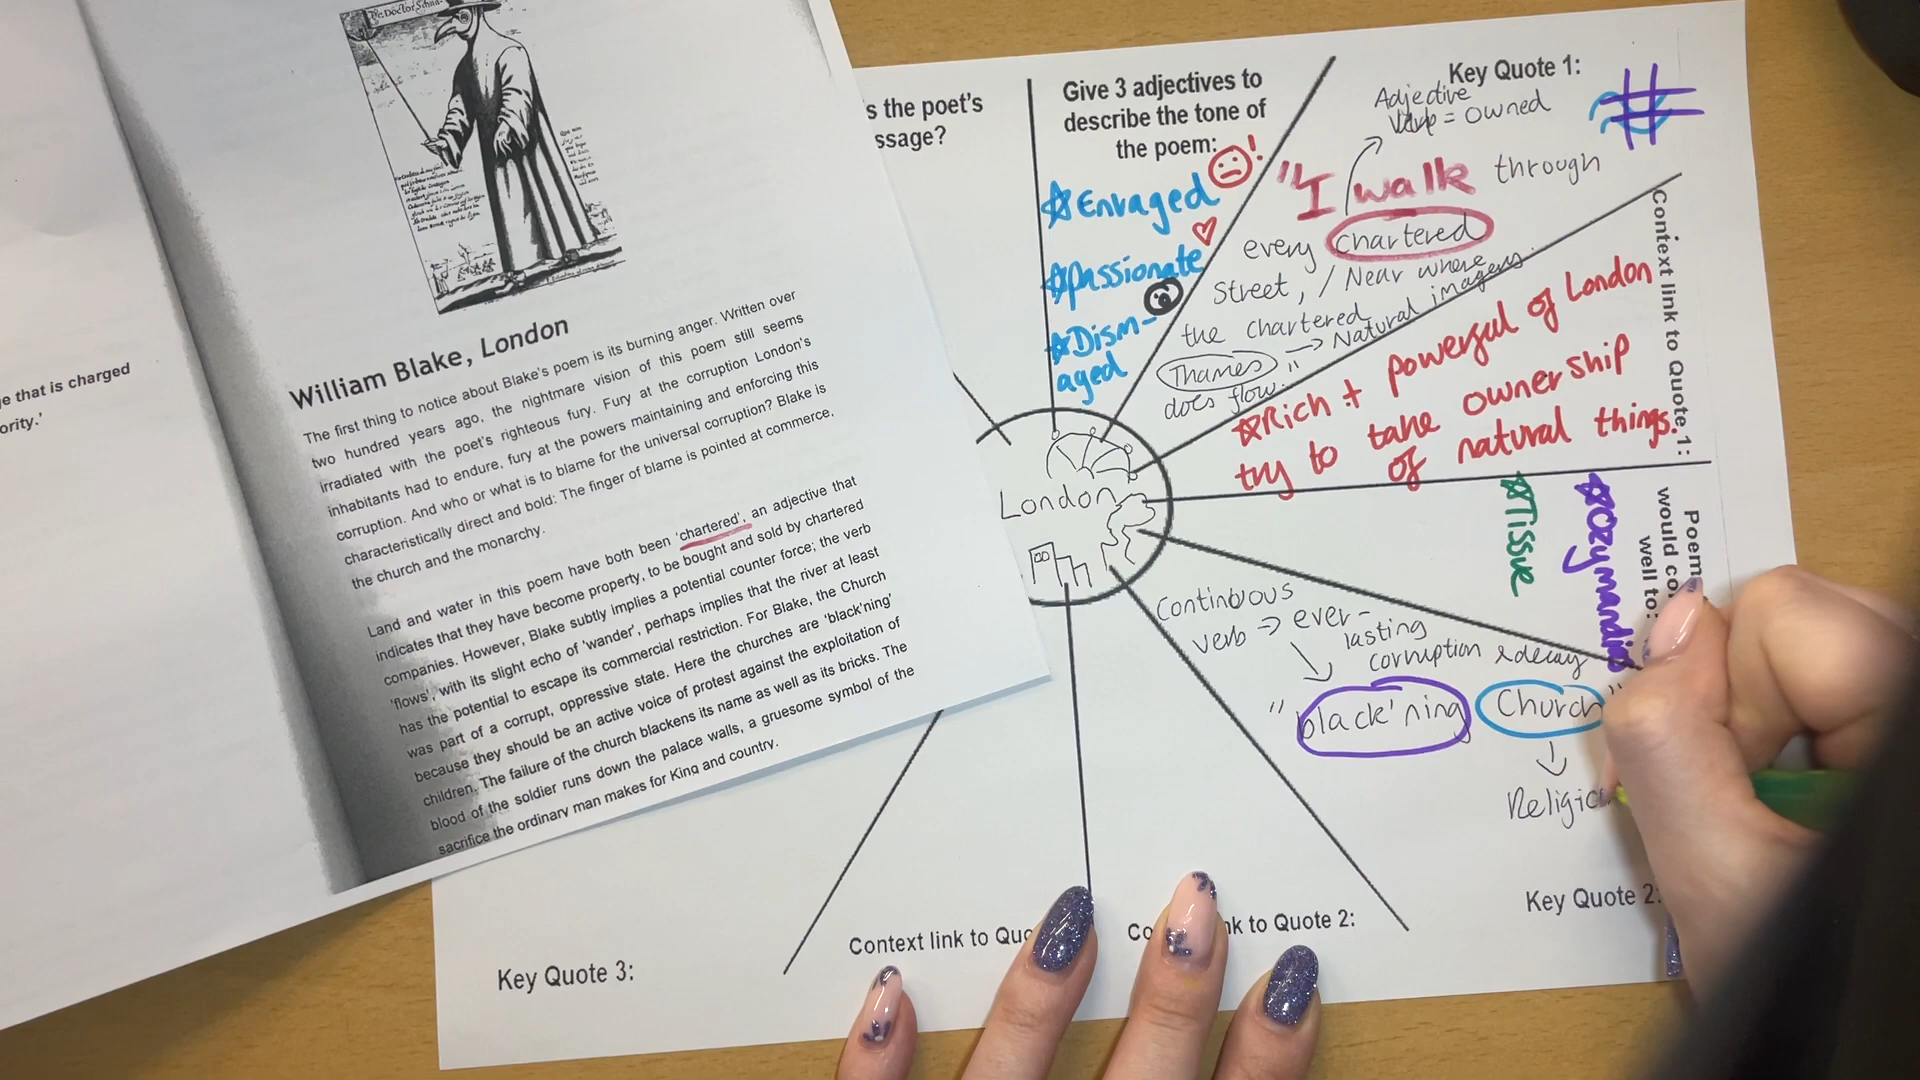 Dr. Doctor Schna-
e that is charged
ority.'
William Blake, London
The first thing to notice about Blake's poem is its burning anger. Written over
two hundred years ago, the nightmare vision of this poem still seems
irradiated with the poet's righteous fury. Fury at the corruption London's
inhabitants had to endure, fury at the powers maintaining and enforcing this
corruption. And who or what is to blame for the universal corruption? Blake is
characteristically direct and bold: The finger of blame is pointed at commerce,
the church and the monarchy.
Land and water in this poem have both been 'chartered', an adjective that
indicates that they have become property, to be bought and sold by chartered
companies. However, Blake subtly implies a potential counter force; the verb
'flows', with its slight echo of 'wander', perhaps implies that the river at least
has the potential to escape its commercial restriction. For Blake, the Church
was part of a corrupt, oppressive state. Here the churches are 'black'ning'
because they should be an active voice of protest against the exploitation of
children. The failure of the church blackens its name as well as its bricks. The
blood of the soldier runs down the palace walls, a gruesome symbol of the
sacrifice the ordinary man makes for King and country.
s the poet's
ssage?
Give 3 adjectives to
describe the tone of
the poem:
Enraged
Passionate
Dism-
aged
Key Quote 1:
Adjective
= owned
"I walk through
every chartered
Street, / Near where
the chartered
Thames
does flow."
→ Natural imagery
Context link to Quote 1:
Rich + powerful of London
try to take ownership
of natural things.
Poem
would co
well to:
Ozymandias
Tissue
London
Continuous
verb ⇒ ever-
lasting
corruption & decay
"black'ning Church"
Religio
Key Quote 2:
Co nk to Quote 2:
Context link to Quo
Key Quote 3: